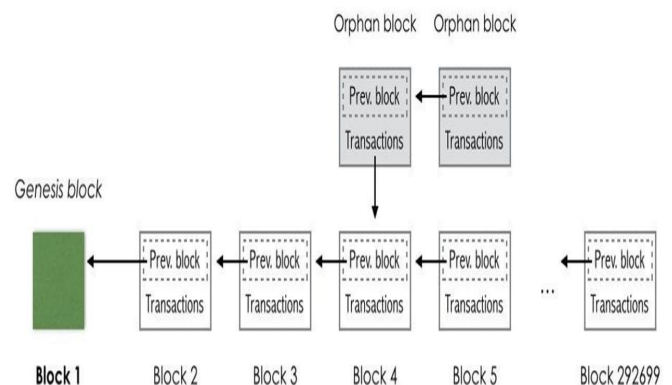 Orphan block Orphan block
Prev. block Prev. block
Transactions Transactions
Genesis block
Prev. block Prev. block Prev. block Prev. block Prev. block
Transactions Transactions Transactions Transactions ... Transactions
Block 1 Block 2 Block 3 Block 4 Block 5 Block 292699